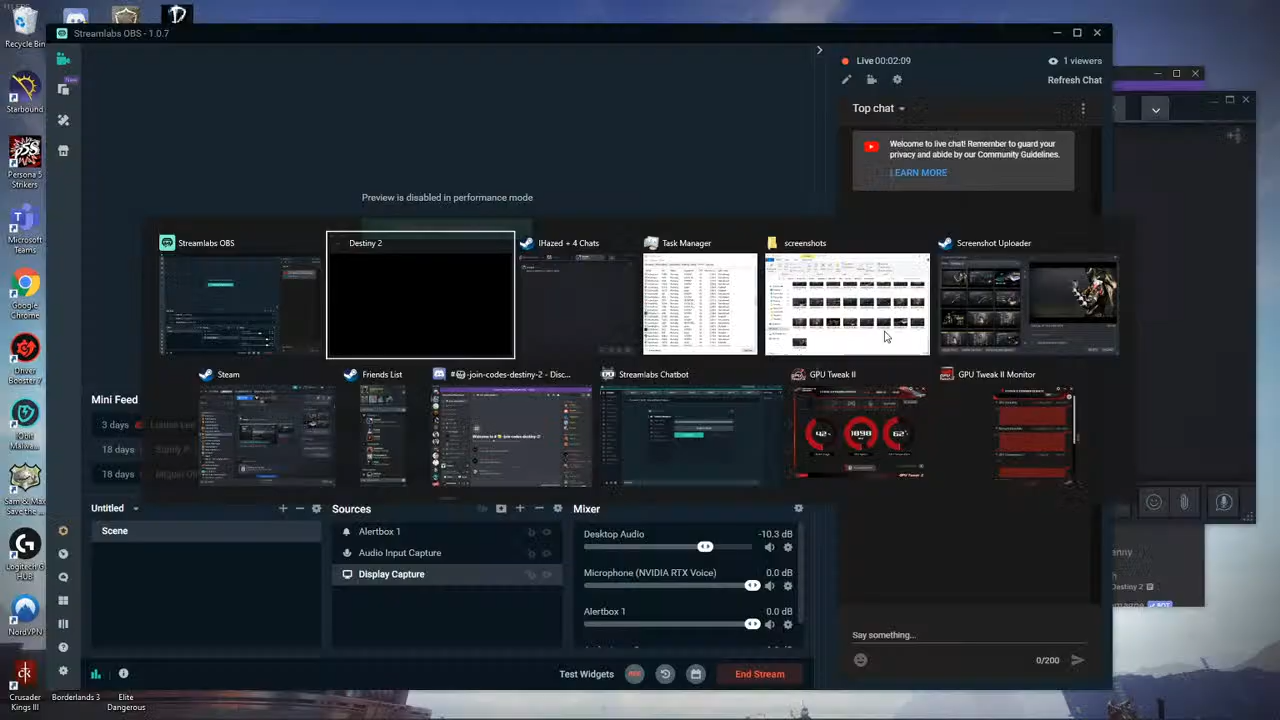 Streamlabs OBS - 1.0.7
Recycle Bin
Starbound
Persona 5
Strikers
Microsoft
Teams
Google
Chrome
Driver
Booster 7
IObit
Sam & Max
Save the ...
Logitech G
HUB
NordVPN
Crusader
Kings III
Borderlands 3
Elite
Dangerous
Live 00:02:09
1 viewers
Refresh Chat
Top chat
Welcome to live chat! Remember to guard your
privacy and abide by our Community Guidelines.
LEARN MORE
Preview is disabled in performance mode
Streamlabs OBS
Destiny 2
Task Manager
screenshots
Screenshot Uploader
Steam
Friends List
-join-codes-destiny-2 - Disc...
Streamlabs Chatbot
GPU Tweak II
GPU Tweak II Monitor
Mini Feed
3 days
18 days
18 days
Untitled
Scene
Sources
Alertbox 1
Audio Input Capture
Display Capture
Mixer
Desktop Audio
-10.3 dB
Microphone (NVIDIA RTX Voice)
0.0 dB
Alertbox 1
0.0 dB
Say something...
0/200
Test Widgets
End Stream
enny
Destiny 2
BOT